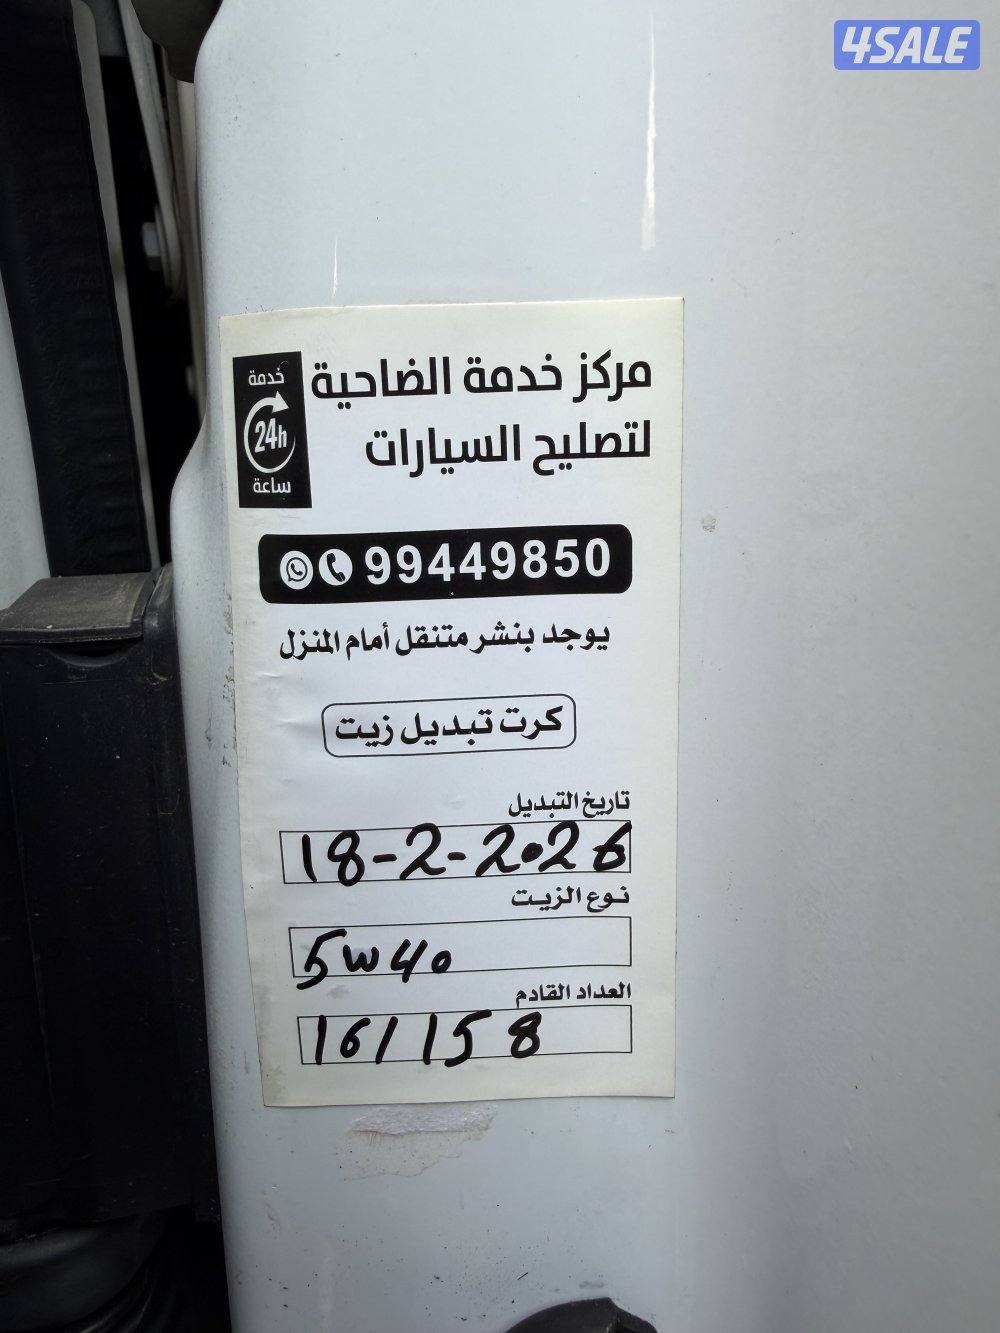 4SALE
مركز خدمة الضاحية
لتصليح السيارات
خدمة
24h
ساعة
99449850
يوجد بنشر متنقل أمام المنزل
كرت تبديل زيت
تاريخ التبديل
18-2-2026
نوع الزيت
5W40
العداد القادم
161158